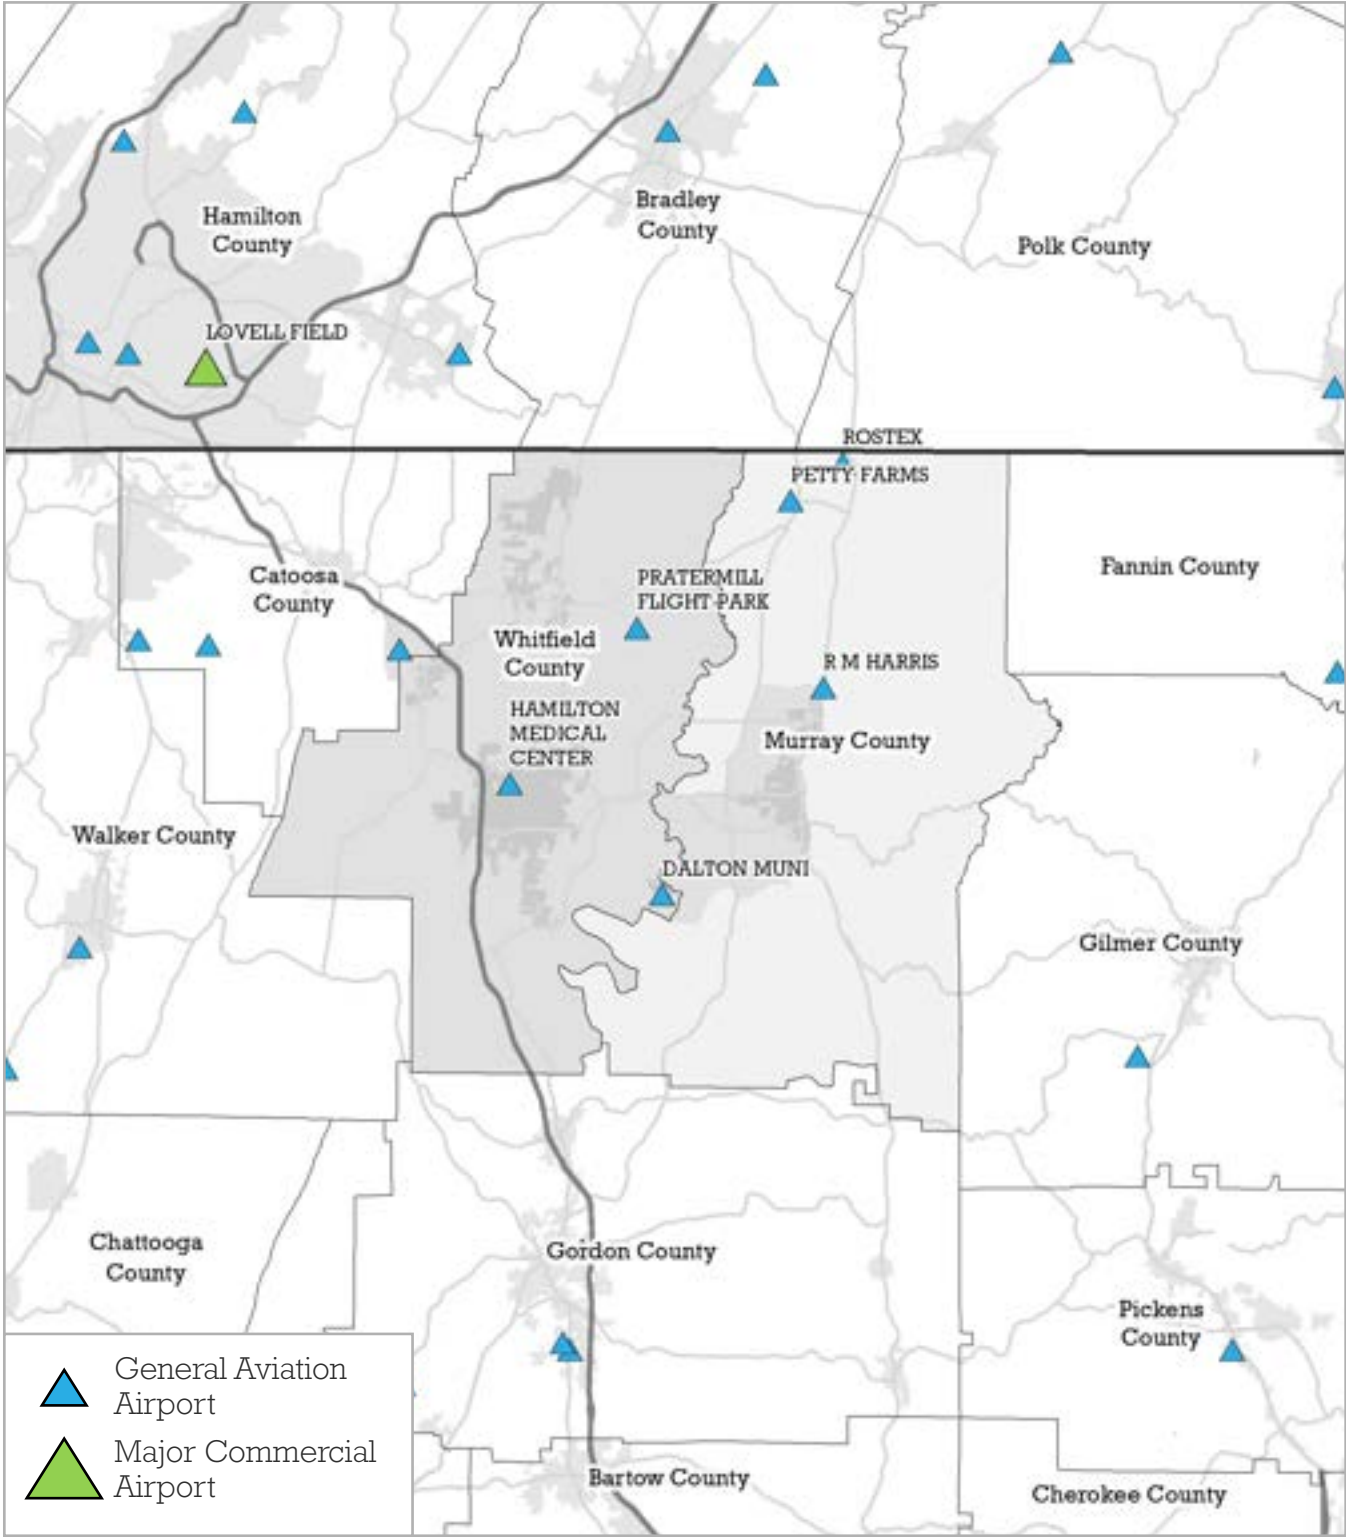 Hamilton
County
Bradley
County
Polk County
LOVELL FIELD
ROSTEX
PETTY FARMS
Catoosa
County
Fannin County
PRATERMILL
FLIGHT PARK
Whitfield
County
R M HARRIS
HAMILTON
MEDICAL
CENTER
Murray County
Walker County
DALTON MUNI
Gilmer County
Chattooga
County
Gordon County
Pickens
County
General Aviation
Airport
Major Commercial
Airport
Bartow County
Cherokee County